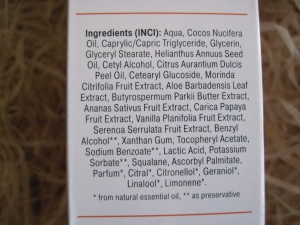 Ingredients (INCI): Aqua, Cocos Nucifera
Oil, Caprylic/Capric Triglyceride, Glycerin,
Glyceryl Stearate, Helianthus Annuus Seed
Oil, Cetyl Alcohol, Citrus Aurantium Dulcis
Peel Oil, Cetearyl Glucoside, Morinda
Citrifolia Fruit Extract, Aloe Barbadensis Leaf
Extract, Butyrospermum Parkii Butter Extract,
Ananas Sativus Fruit Extract, Carica Papaya
Fruit Extract, Vanilla Planifolia Fruit Extract,
Serenoa Serrulata Fruit Extract, Benzyl
Alcohol**, Xanthan Gum, Tocopheryl Acetate,
Sodium Benzoate**, Lactic Acid, Potassium
Sorbate**, Squalane, Ascorbyl Palmitate,
Parfum*, Citral*, Citronellol*, Geraniol*,
Linalool*, Limonene*.
* from natural essential oil, ** as preservative